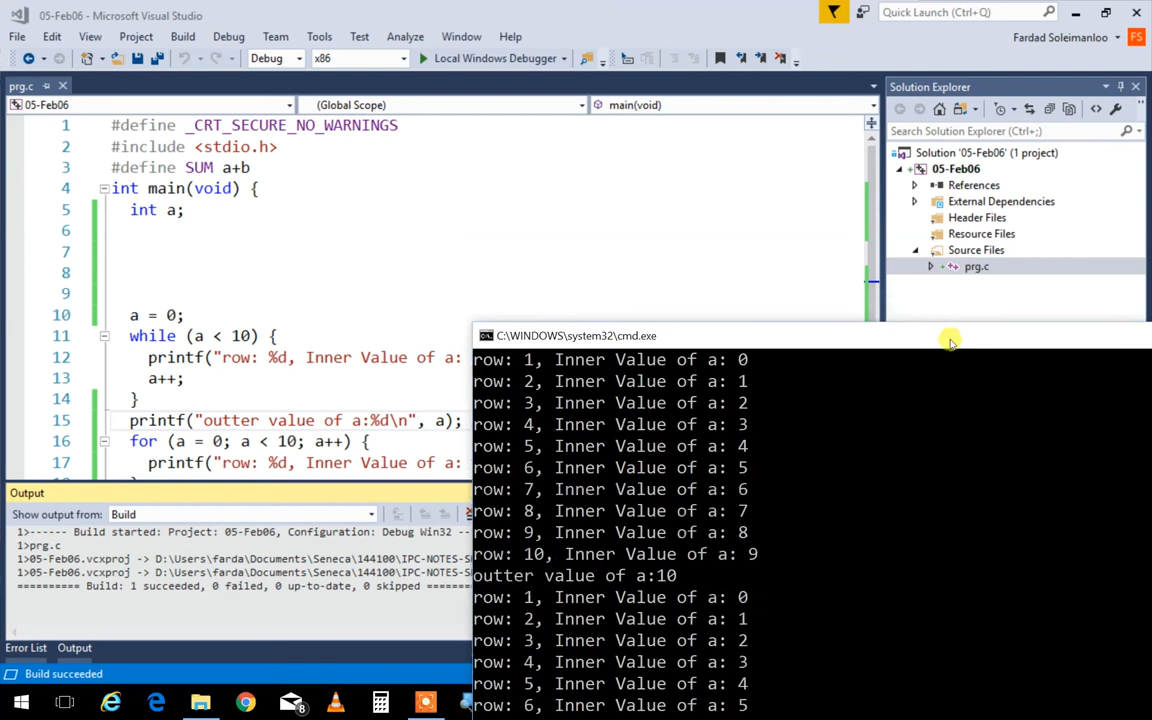 05-Feb06 - Microsoft Visual Studio
Quick Launch (Ctrl+Q)
File Edit View Project Build Debug Team Tools Test Analyze Window Help
Fardad Soleimanloo FS
Debug x86 Local Windows Debugger
prg.c
05-Feb06 (Global Scope) main(void)
1 #define _CRT_SECURE_NO_WARNINGS
2 #include <stdio.h>
3 #define SUM a+b
4 int main(void) {
5 int a;
6
7
8
9
10 a = 0;
11 while (a < 10) {
12 printf("row: %d, Inner Value of a:
13 a++;
14 }
15 printf("outter value of a:%d\n", a);
16 for (a = 0; a < 10; a++) {
17 printf("row: %d, Inner Value of a:
Solution Explorer
Search Solution Explorer (Ctrl+;)
Solution '05-Feb06' (1 project)
05-Feb06
References
External Dependencies
Header Files
Resource Files
Source Files
prg.c
C:\WINDOWS\system32\cmd.exe
row: 1, Inner Value of a: 0
row: 2, Inner Value of a: 1
row: 3, Inner Value of a: 2
row: 4, Inner Value of a: 3
row: 5, Inner Value of a: 4
row: 6, Inner Value of a: 5
row: 7, Inner Value of a: 6
row: 8, Inner Value of a: 7
row: 9, Inner Value of a: 8
row: 10, Inner Value of a: 9
outter value of a:10
row: 1, Inner Value of a: 0
row: 2, Inner Value of a: 1
row: 3, Inner Value of a: 2
row: 4, Inner Value of a: 3
row: 5, Inner Value of a: 4
row: 6, Inner Value of a: 5
Output
Show output from: Build
1>------ Build started: Project: 05-Feb06, Configuration: Debug Win32 --
1>prg.c
1>05-Feb06.vcxproj -> D:\Users\farda\Documents\Seneca\144100\IPC-NOTES-S
1>05-Feb06.vcxproj -> D:\Users\farda\Documents\Seneca\144100\IPC-NOTES-S
========== Build: 1 succeeded, 0 failed, 0 up-to-date, 0 skipped =======
Error List Output
Build succeeded
8